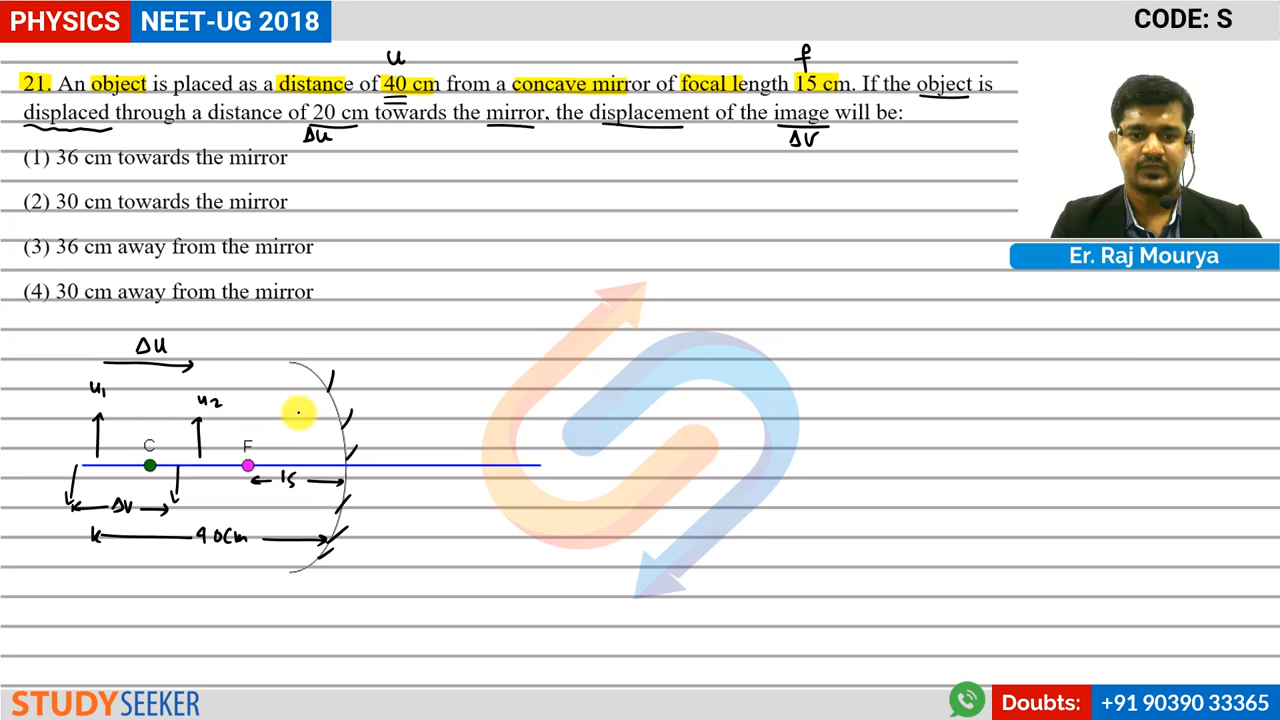 PHYSICS NEET-UG 2018 CODE: S
u f
21. An object is placed as a distance of 40 cm from a concave mirror of focal length 15 cm. If the object is
displaced through a distance of 20 cm towards the mirror, the displacement of the image will be:
Δu Δv
(1) 36 cm towards the mirror
(2) 30 cm towards the mirror
(3) 36 cm away from the mirror
(4) 30 cm away from the mirror
Er. Raj Mourya
Δu
u1
u2
C F
15
Δv
40cm
STUDYSEEKER
Doubts: +91 90390 33365